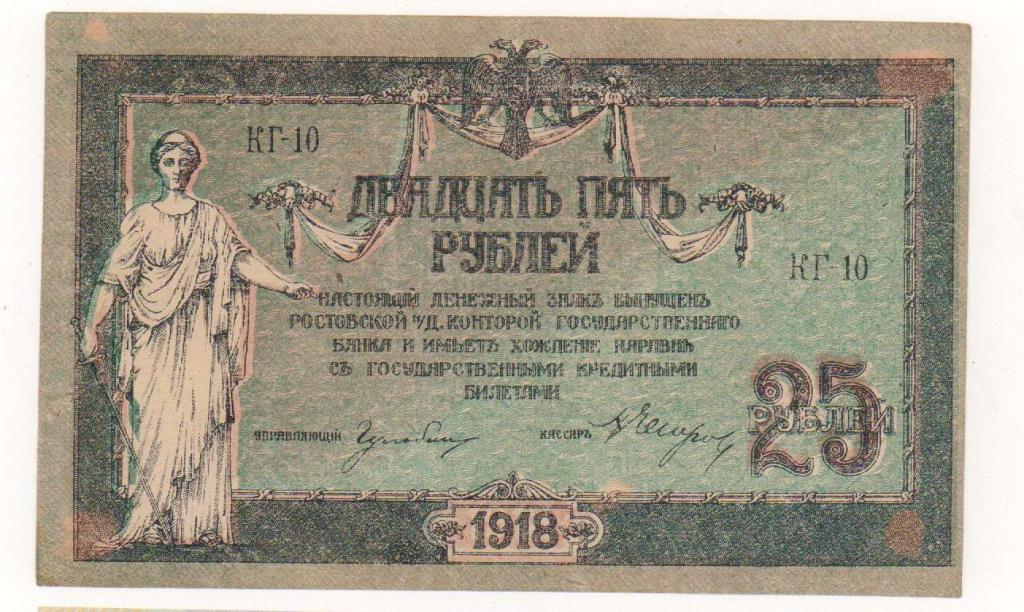 КГ-10
ДВАДЦАТЬ ПЯТЬ
РУБЛЕЙ
КГ-10
НАСТОЯЩІЙ ДЕНЕЖНЫЙ ЗНАКЪ ВЫПУЩЕНЪ
РОСТОВСКОЙ Н/Д. КОНТОРОЙ ГОСУДАРСТВЕННАГО
БАНКА И ИМѢЕТЪ ХОЖДЕНІЕ НАРАВНѢ
СЪ ГОСУДАРСТВЕННЫМИ КРЕДИТНЫМИ
БИЛЕТАМИ
25
РУБЛЕЙ
УПРАВЛЯЮЩІЙ
КАССИРЪ
1918